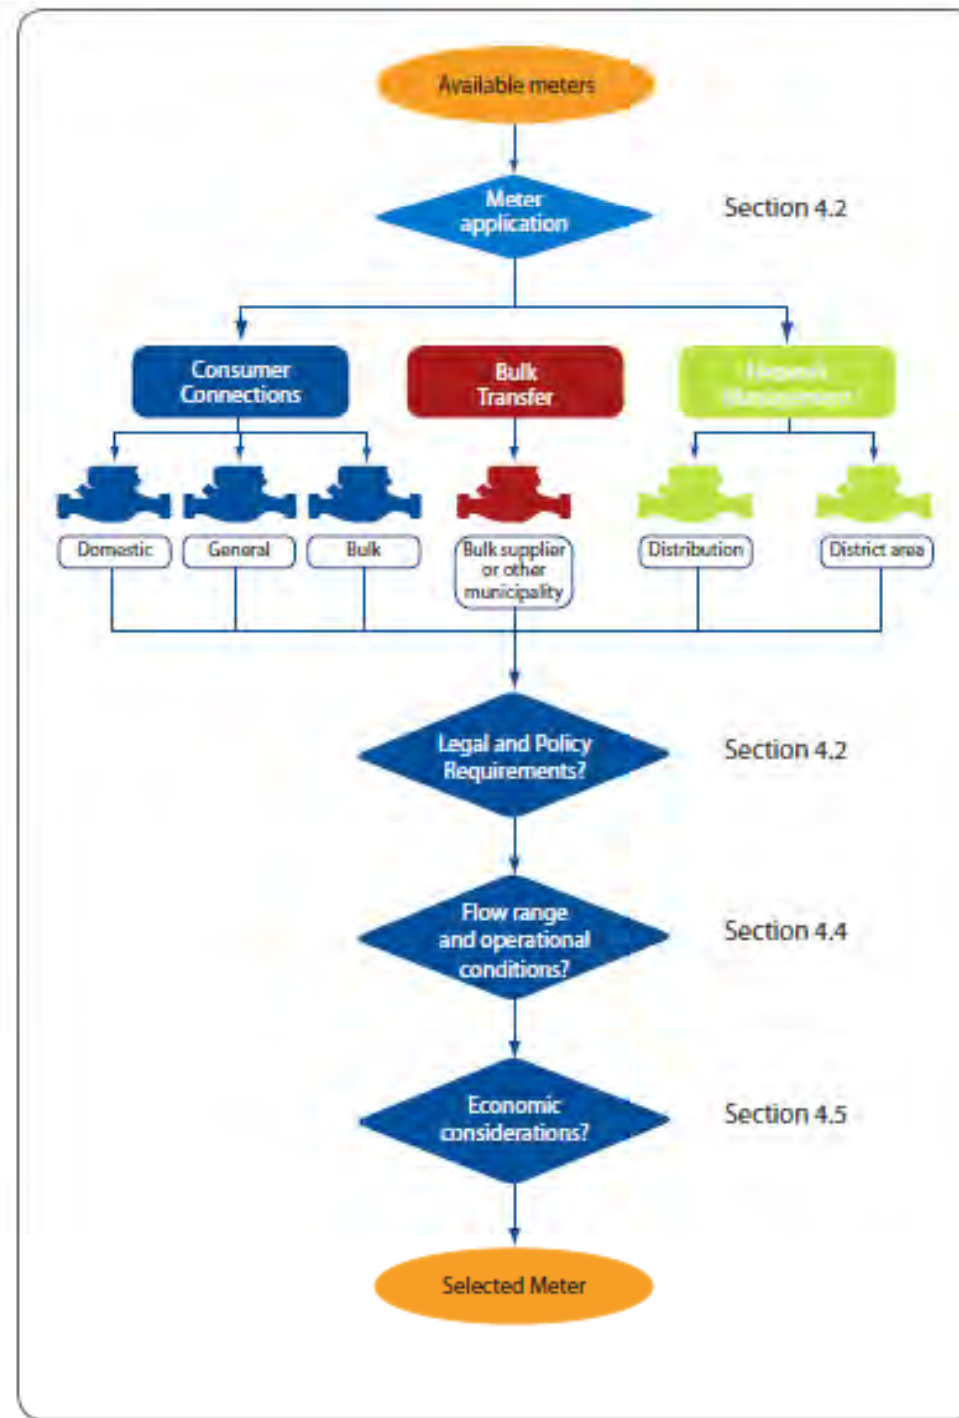 Available meters
Meter
application
Section 4.2
Consumer
Connections
Bulk
Transfer
Network
Management
Domestic
General
Bulk
Bulk supplier
or other
municipality
Distribution
District area
Legal and Policy
Requirements?
Section 4.2
Flow range
and operational
conditions?
Section 4.4
Economic
considerations?
Section 4.5
Selected Meter